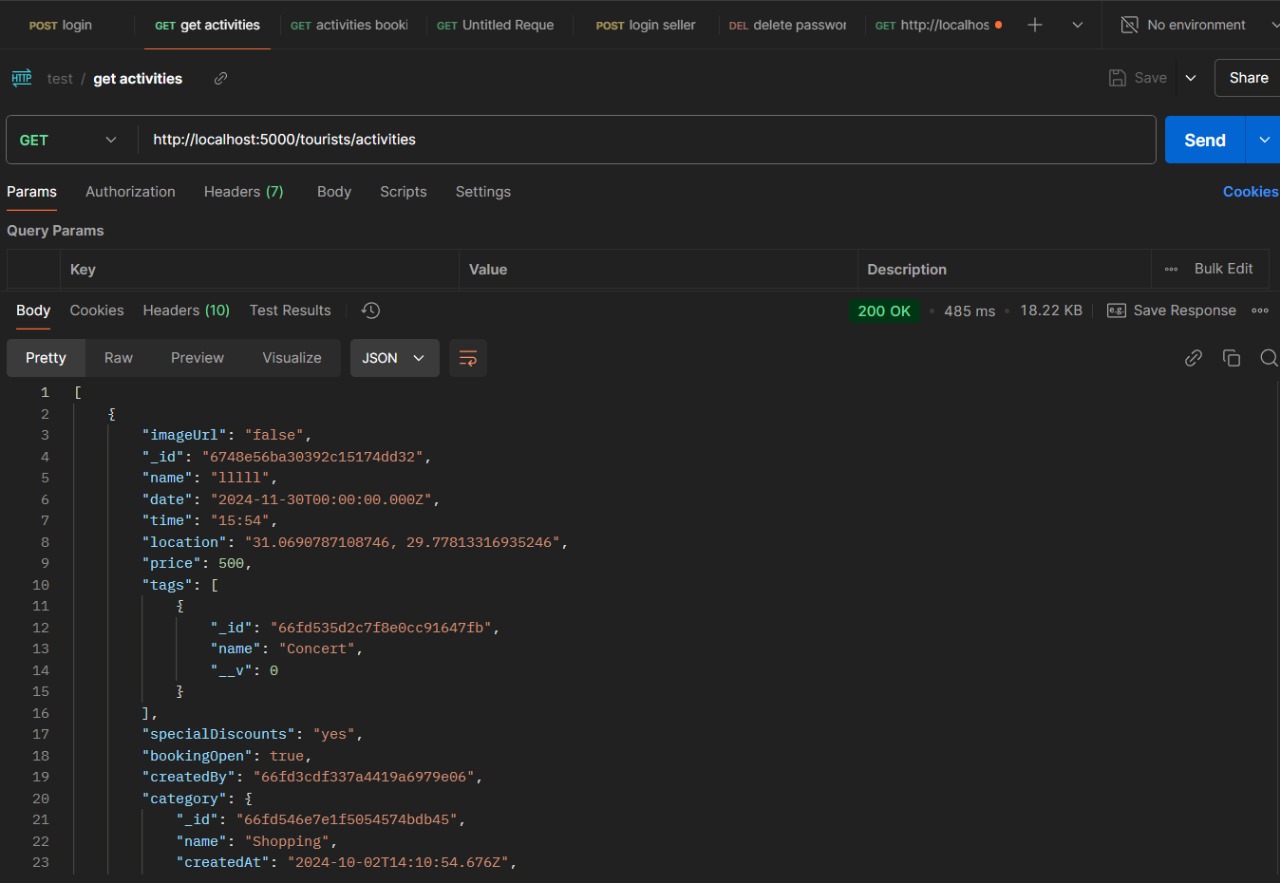 POST login GET get activities GET activities booki GET Untitled Reque POST login seller DEL delete passwor GET http://localhos No environment
HTTP test / get activities Save Share
GET http://localhost:5000/tourists/activities Send
Params Authorization Headers (7) Body Scripts Settings Cookies
Query Params
Key Value Description Bulk Edit
Body Cookies Headers (10) Test Results 200 OK 485 ms 18.22 KB e.g. Save Response
Pretty Raw Preview Visualize JSON
1 [
2 {
3 "imageUrl": "false",
4 "_id": "6748e56ba30392c15174dd32",
5 "name": "lllll",
6 "date": "2024-11-30T00:00:00.000Z",
7 "time": "15:54",
8 "location": "31.0690787108746, 29.77813316935246",
9 "price": 500,
10 "tags": [
11 {
12 "_id": "66fd535d2c7f8e0cc91647fb",
13 "name": "Concert",
14 "__v": 0
15 }
16 ],
17 "specialDiscounts": "yes",
18 "bookingOpen": true,
19 "createdBy": "66fd3cdf337a4419a6979e06",
20 "category": {
21 "_id": "66fd546e7e1f5054574bdb45",
22 "name": "Shopping",
23 "createdAt": "2024-10-02T14:10:54.676Z",